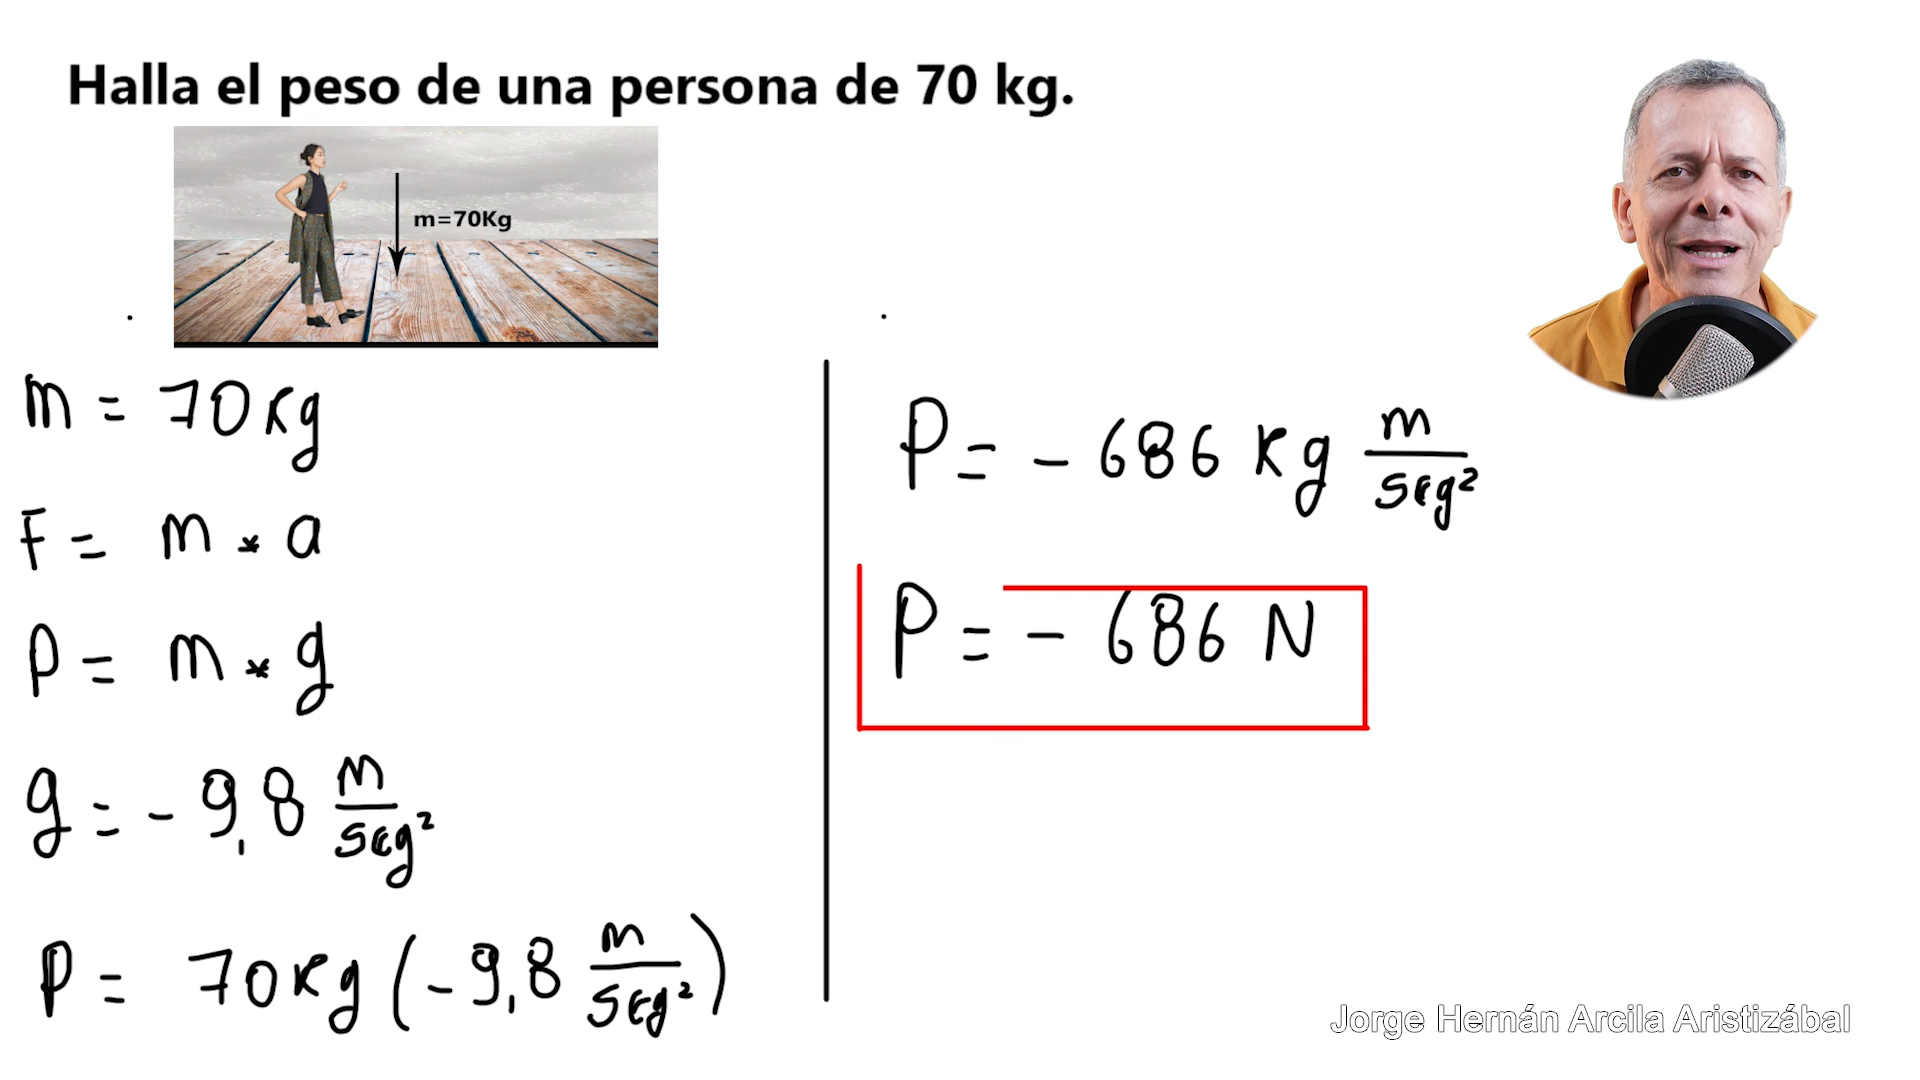 Halla el peso de una persona de 70 kg.
m=70Kg
m = 70 Kg
F = m * a
P = m * g
g = - 9,8 m/seg²
P = 70 Kg (- 9,8 m/seg²)
P = - 686 Kg m/seg²
P = - 686 N
Jorge Hernán Arcila Aristizábal